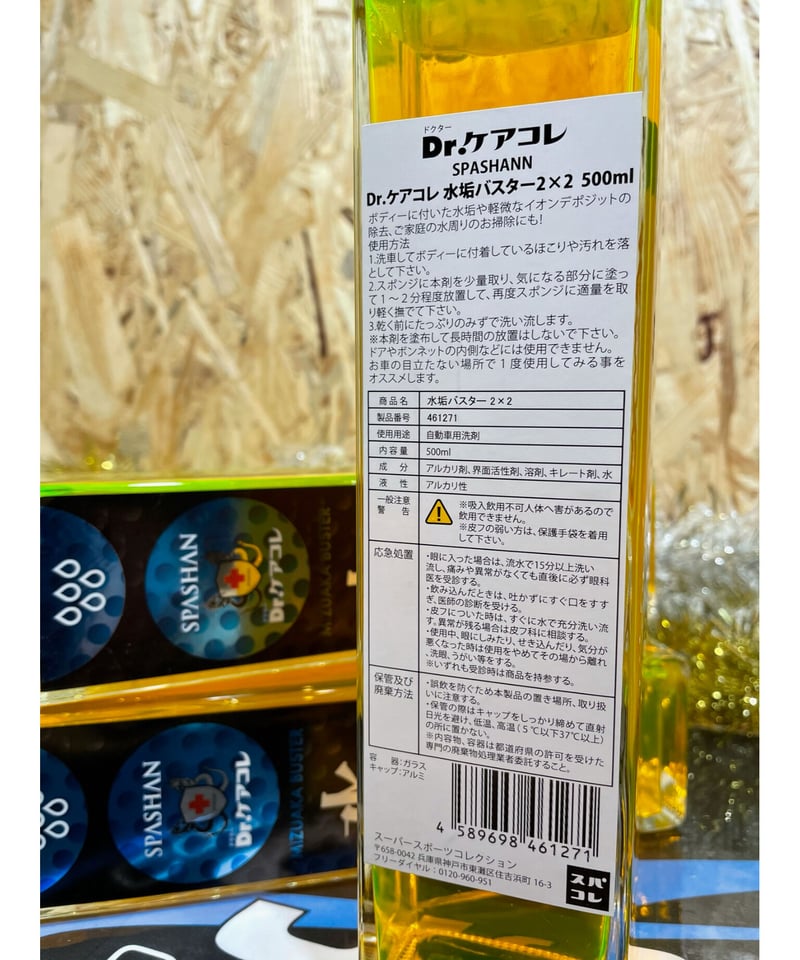 ドクター
Dr.ケアコレ
SPASHANN
Dr.ケアコレ 水垢バスター2×2 500ml
ボディーに付いた水垢や軽微なイオンデポジットの
除去、ご家庭の水周りのお掃除にも!
使用方法
1.洗車してボディーに付着しているほこりや汚れを落
として下さい。
2.スポンジに本剤を少量取り、気になる部分に塗っ
て1～2分程度放置して、再度スポンジに適量を取
り軽く撫でて下さい。
3.乾く前にたっぷりのみずで洗い流します。
※本剤を塗布して長時間の放置はしないで下さい。
ドアやボンネットの内側などには使用できません。
お車の目立たない場所で1度使用してみる事を
オススメします。
商品名 水垢バスター2×2
製品番号 461271
使用用途 自動車用洗剤
内容量 500ml
成分 アルカリ剤、界面活性剤、溶剤、キレート剤、水
液性 アルカリ性
一般注意
警告
※吸入飲用不可人体へ害があるので
飲用できません。
※皮フの弱い方は、保護手袋を着用
して下さい。
応急処置
・眼に入った場合は、流水で15分以上洗い
流し、痛みや異常がなくても直後に必ず眼科
医を受診する。
・飲み込んだときは、吐かずにすぐ口をすす
ぎ、医師の診断を受ける。
・皮フについた時は、すぐに水で充分洗い流
す。異常が残る場合は皮フ科に相談する。
・使用中、眼にしみたり、せき込んだり、気分が
悪くなった時は使用をやめてその場から離れ
、洗眼、うがい等をする。
※いずれも受診時は商品を持参する。
保管及び
廃棄方法
・誤飲を防ぐため本製品の置き場所、取り扱
いに注意する。
・保管の際はキャップをしっかり締めて直射
日光を避け、低温、高温(5℃以下37℃以上)
の所に置かない。
※内容物、容器は都道府県の許可を受けた
専門の廃棄物処理業者委託すること。
容器:ガラス
キャップ:アルミ
4 589698 461271
スーパースポーツコレクション
〒658-0042 兵庫県神戸市東灘区住吉浜町 16-3
フリーダイヤル:0120-960-951
スパ
コレ
SPASHAN
Dr.ケアコレ
MIZUAKA BUSTER
SPASHAN
Dr.ケアコレ
MIZUAKA BUSTER